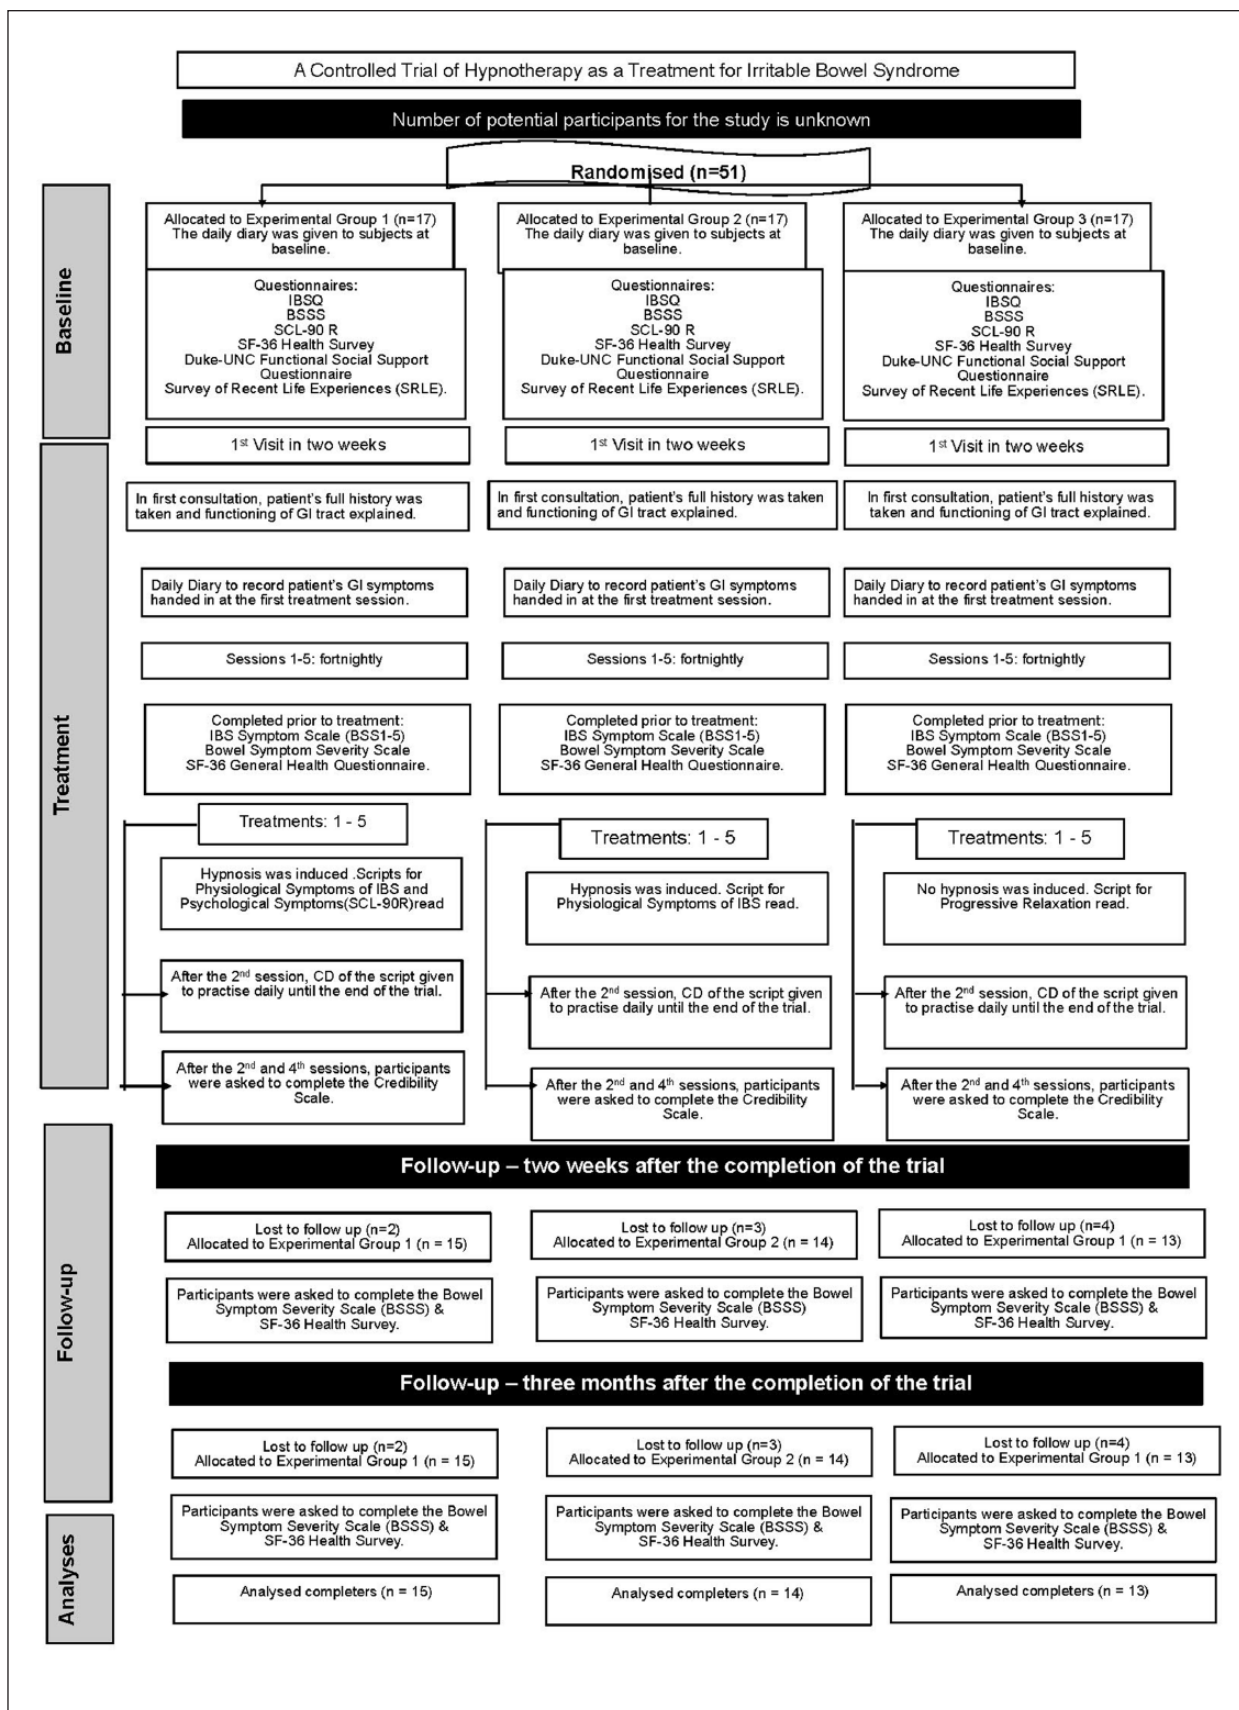 A Controlled Trial of Hypnotherapy as a Treatment for Irritable Bowel Syndrome
Number of potential participants for the study is unknown
Randomised (n=51)
Baseline
Allocated to Experimental Group 1 (n=17)
The daily diary was given to subjects at
baseline.
Allocated to Experimental Group 2 (n=17)
The daily diary was given to subjects at
baseline.
Allocated to Experimental Group 3 (n=17)
The daily diary was given to subjects at
baseline.
Questionnaires:
IBSQ
BSSS
SCL-90 R
SF-36 Health Survey
Duke-UNC Functional Social Support
Questionnaire
Survey of Recent Life Experiences (SRLE).
Questionnaires:
IBSQ
BSSS
SCL-90 R
SF-36 Health Survey
Duke-UNC Functional Social Support
Questionnaire
Survey of Recent Life Experiences (SRLE).
Questionnaires:
IBSQ
BSSS
SCL-90 R
SF-36 Health Survey
Duke-UNC Functional Social Support
Questionnaire
Survey of Recent Life Experiences (SRLE).
1st Visit in two weeks
1st Visit in two weeks
1st Visit in two weeks
Treatment
In first consultation, patient's full history was
taken and functioning of GI tract explained.
In first consultation, patient's full history was taken
and functioning of GI tract explained.
In first consultation, patient's full history was
taken and functioning of GI tract explained.
Daily Diary to record patient's GI symptoms
handed in at the first treatment session.
Daily Diary to record patient's GI symptoms
handed in at the first treatment session.
Daily Diary to record patient's GI symptoms
handed in at the first treatment session.
Sessions 1-5: fortnightly
Sessions 1-5: fortnightly
Sessions 1-5: fortnightly
Completed prior to treatment:
IBS Symptom Scale (BSS1-5)
Bowel Symptom Severity Scale
SF-36 General Health Questionnaire.
Completed prior to treatment:
IBS Symptom Scale (BSS1-5)
Bowel Symptom Severity Scale
SF-36 General Health Questionnaire.
Completed prior to treatment:
IBS Symptom Scale (BSS1-5)
Bowel Symptom Severity Scale
SF-36 General Health Questionnaire.
Treatments: 1 - 5
Treatments: 1 - 5
Treatments: 1 - 5
Hypnosis was induced .Scripts for
Physiological Symptoms of IBS and
Psychological Symptoms(SCL-90R)read
Hypnosis was induced. Script for
Physiological Symptoms of IBS read.
No hypnosis was induced. Script for
Progressive Relaxation read.
After the 2nd session, CD of the script given
to practise daily until the end of the trial.
After the 2nd session, CD of the script given
to practise daily until the end of the trial.
After the 2nd session, CD of the script given
to practise daily until the end of the trial.
After the 2nd and 4th sessions, participants
were asked to complete the Credibility
Scale.
After the 2nd and 4th sessions, participants
were asked to complete the Credibility
Scale.
After the 2nd and 4th sessions, participants
were asked to complete the Credibility
Scale.
Follow-up
Follow-up – two weeks after the completion of the trial
Lost to follow up (n=2)
Allocated to Experimental Group 1 (n = 15)
Lost to follow up (n=3)
Allocated to Experimental Group 2 (n = 14)
Lost to follow up (n=4)
Allocated to Experimental Group 1 (n = 13)
Participants were asked to complete the Bowel
Symptom Severity Scale (BSSS) &
SF-36 Health Survey.
Participants were asked to complete the Bowel
Symptom Severity Scale (BSSS)
SF-36 Health Survey.
Participants were asked to complete the Bowel
Symptom Severity Scale (BSSS) &
SF-36 Health Survey.
Follow-up – three months after the completion of the trial
Lost to follow up (n=2)
Allocated to Experimental Group 1 (n = 15)
Lost to follow up (n=3)
Allocated to Experimental Group 2 (n = 14)
Lost to follow up (n=4)
Allocated to Experimental Group 1 (n = 13)
Participants were asked to complete the Bowel
Symptom Severity Scale (BSSS) &
SF-36 Health Survey.
Participants were asked to complete the Bowel
Symptom Severity Scale (BSSS) &
SF-36 Health Survey.
Participants were asked to complete the Bowel
Symptom Severity Scale (BSSS) &
SF-36 Health Survey.
Analyses
Analysed completers (n = 15)
Analysed completers (n = 14)
Analysed completers (n = 13)